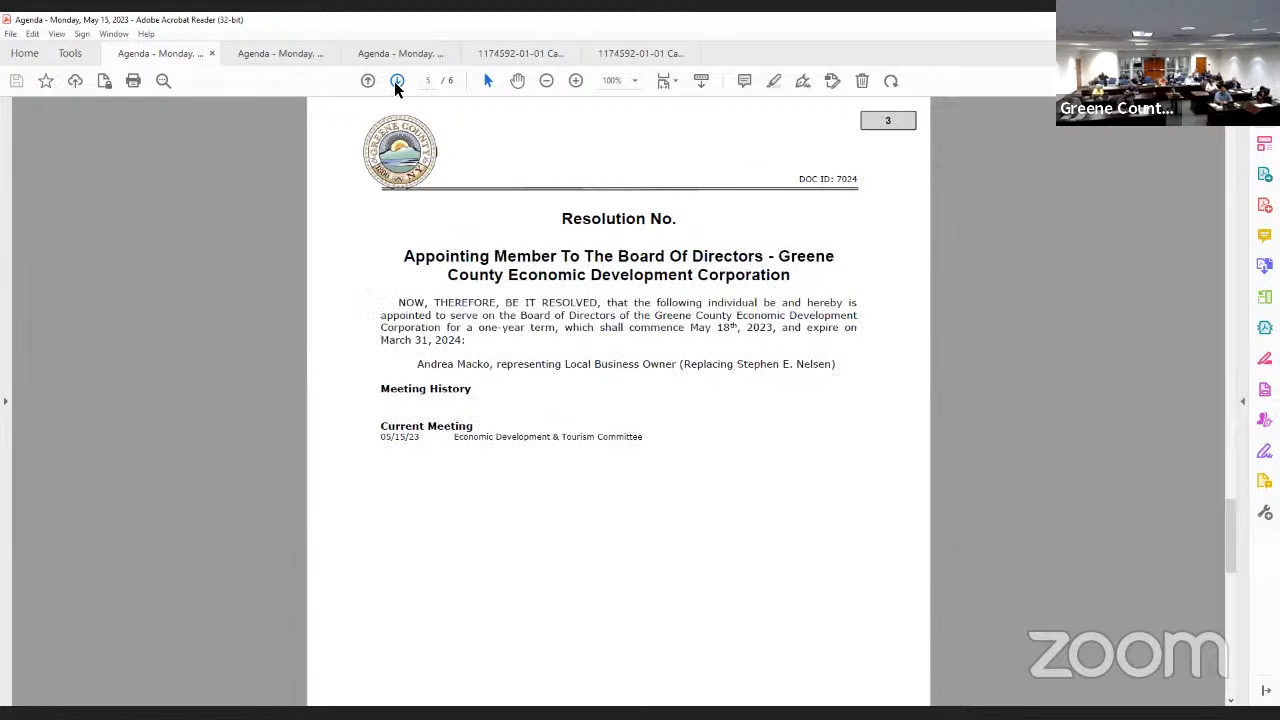 Agenda - Monday, May 15, 2023 - Adobe Acrobat Reader (32-bit)
File Edit View Sign Window Help
Home Tools Agenda - Monday, ... × Agenda - Monday, ... Agenda - Monday, ... 1174592-01-01 Ca... 1174592-01-01 Ca...
5 / 6 100%
Greene Count...
3
GREENE COUNTY
1800 N.Y.
DOC ID: 7024
Resolution No.
Appointing Member To The Board Of Directors - Greene
County Economic Development Corporation
NOW, THEREFORE, BE IT RESOLVED, that the following individual be and hereby is
appointed to serve on the Board of Directors of the Greene County Economic Development
Corporation for a one-year term, which shall commence May 18th, 2023, and expire on
March 31, 2024:
Andrea Macko, representing Local Business Owner (Replacing Stephen E. Nelsen)
Meeting History
Current Meeting
05/15/23 Economic Development & Tourism Committee
zoom